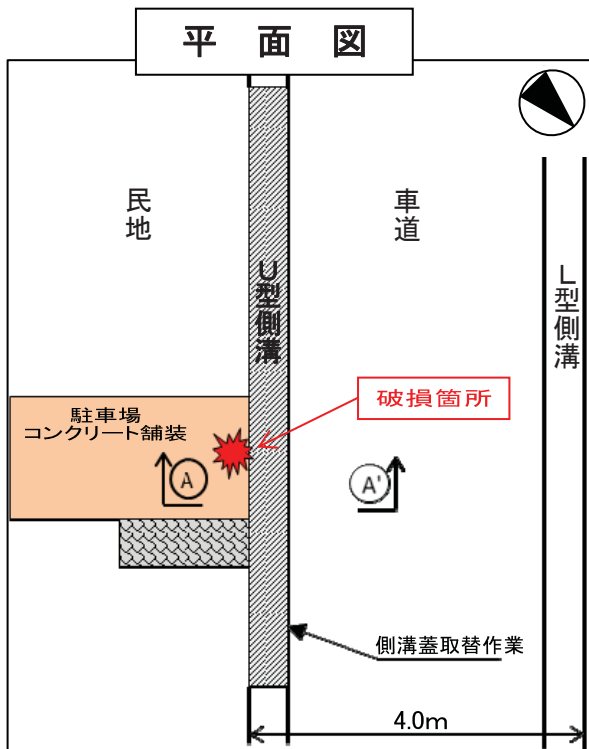 平面図
民地
車道
U型側溝
L型側溝
駐車場
コンクリート舗装
破損箇所
A
A'
側溝蓋取替作業
4.0m